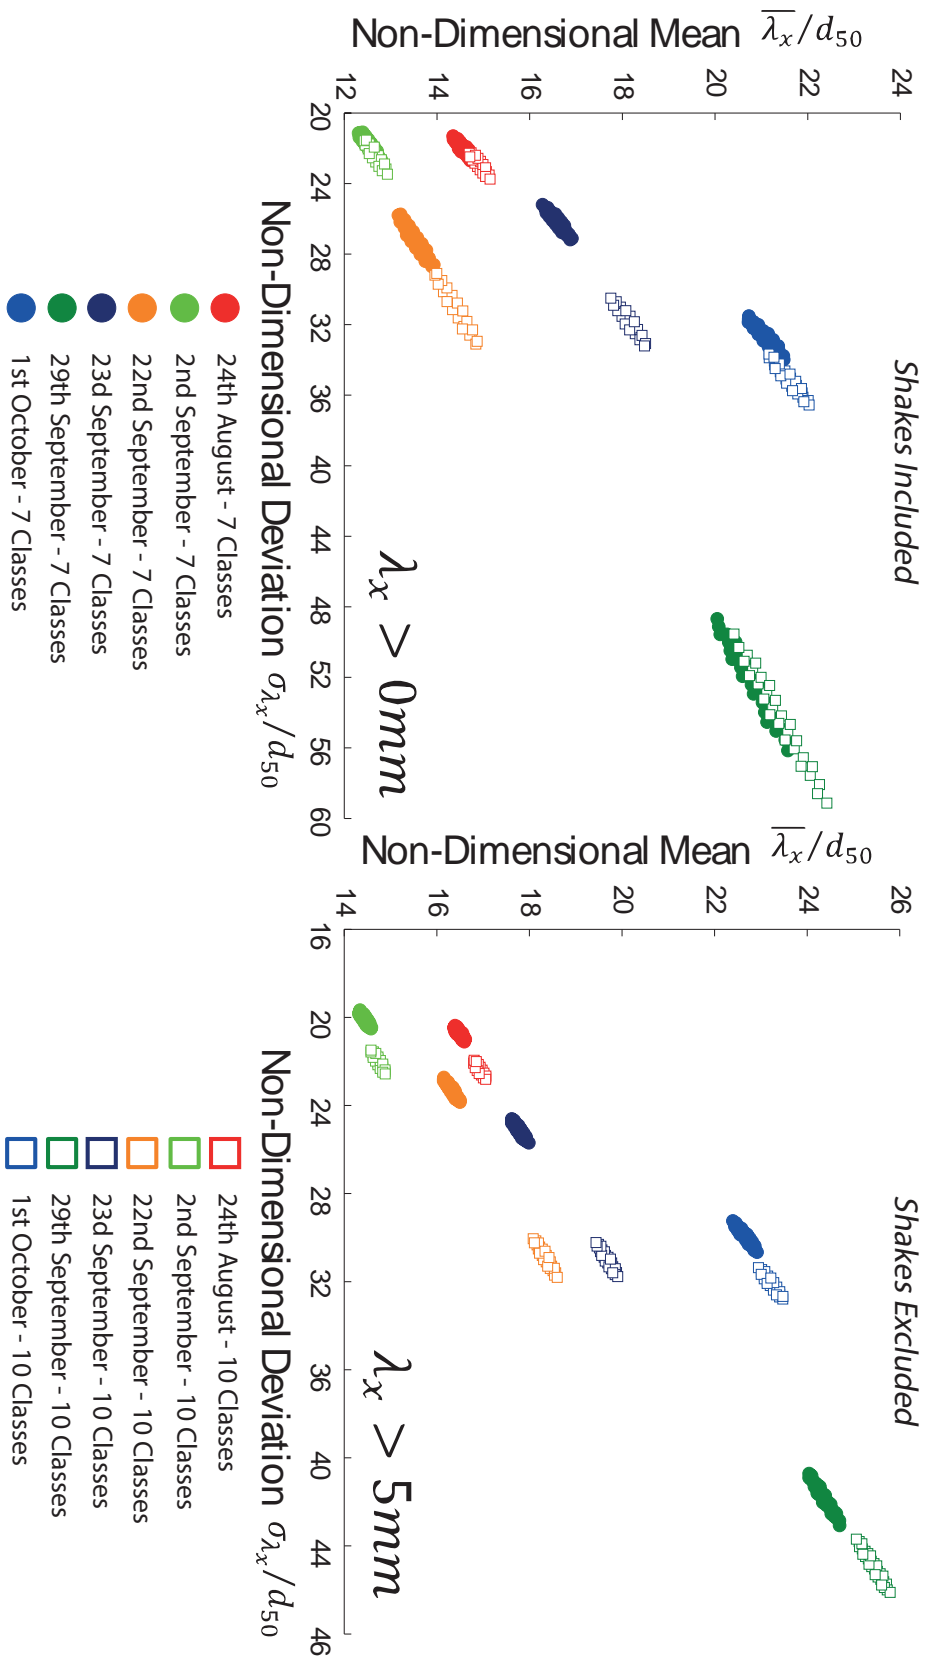 Shakes Included
Non-Dimensional Mean λx/d50
24
22
20
18
16
14
12
λx > 0mm
20
24
28
32
36
40
44
48
52
56
60
Non-Dimensional Deviation σλx/d50
24th August - 7 Classes
2nd September - 7 Classes
22nd September - 7 Classes
23d September - 7 Classes
29th September - 7 Classes
1st October - 7 Classes
Shakes Excluded
Non-Dimensional Mean λx/d50
26
24
22
20
18
16
14
λx > 5mm
16
20
24
28
32
36
40
44
46
Non-Dimensional Deviation σλx/d50
24th August - 10 Classes
2nd September - 10 Classes
22nd September - 10 Classes
23d September - 10 Classes
29th September - 10 Classes
1st October - 10 Classes